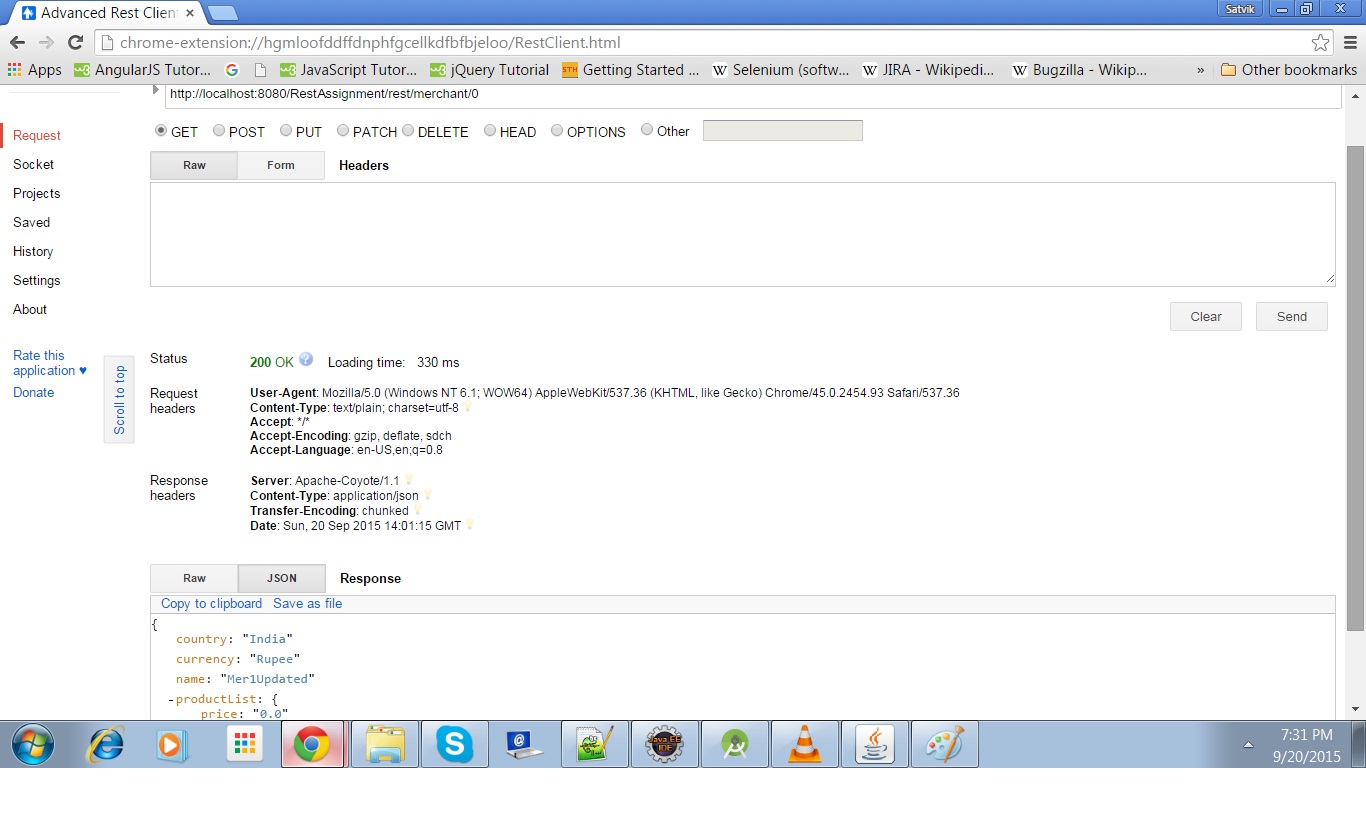 Advanced Rest Client
Satvik
chrome-extension://hgmloofddffdnphfgcellkdfbfbjeloo/RestClient.html
Apps AngularJS Tutor... JavaScript Tutor... jQuery Tutorial STH Getting Started ... Selenium (softw... JIRA - Wikipedi... Bugzilla - Wikip... » Other bookmarks
http://localhost:8080/RestAssignment/rest/merchant/0
GET POST PUT PATCH DELETE HEAD OPTIONS Other
Raw Form Headers
Request
Socket
Projects
Saved
History
Settings
About
Rate this
application ♥
Donate
Scroll to top
Clear Send
Status 200 OK Loading time: 330 ms
Request
headers
User-Agent: Mozilla/5.0 (Windows NT 6.1; WOW64) AppleWebKit/537.36 (KHTML, like Gecko) Chrome/45.0.2454.93 Safari/537.36
Content-Type: text/plain; charset=utf-8
Accept: */*
Accept-Encoding: gzip, deflate, sdch
Accept-Language: en-US,en;q=0.8
Response
headers
Server: Apache-Coyote/1.1
Content-Type: application/json
Transfer-Encoding: chunked
Date: Sun, 20 Sep 2015 14:01:15 GMT
Raw JSON Response
Copy to clipboard Save as file
{
country: "India"
currency: "Rupee"
name: "Mer1Updated"
-productList: {
price: "0.0"
Java EE
IDE
7:31 PM
9/20/2015